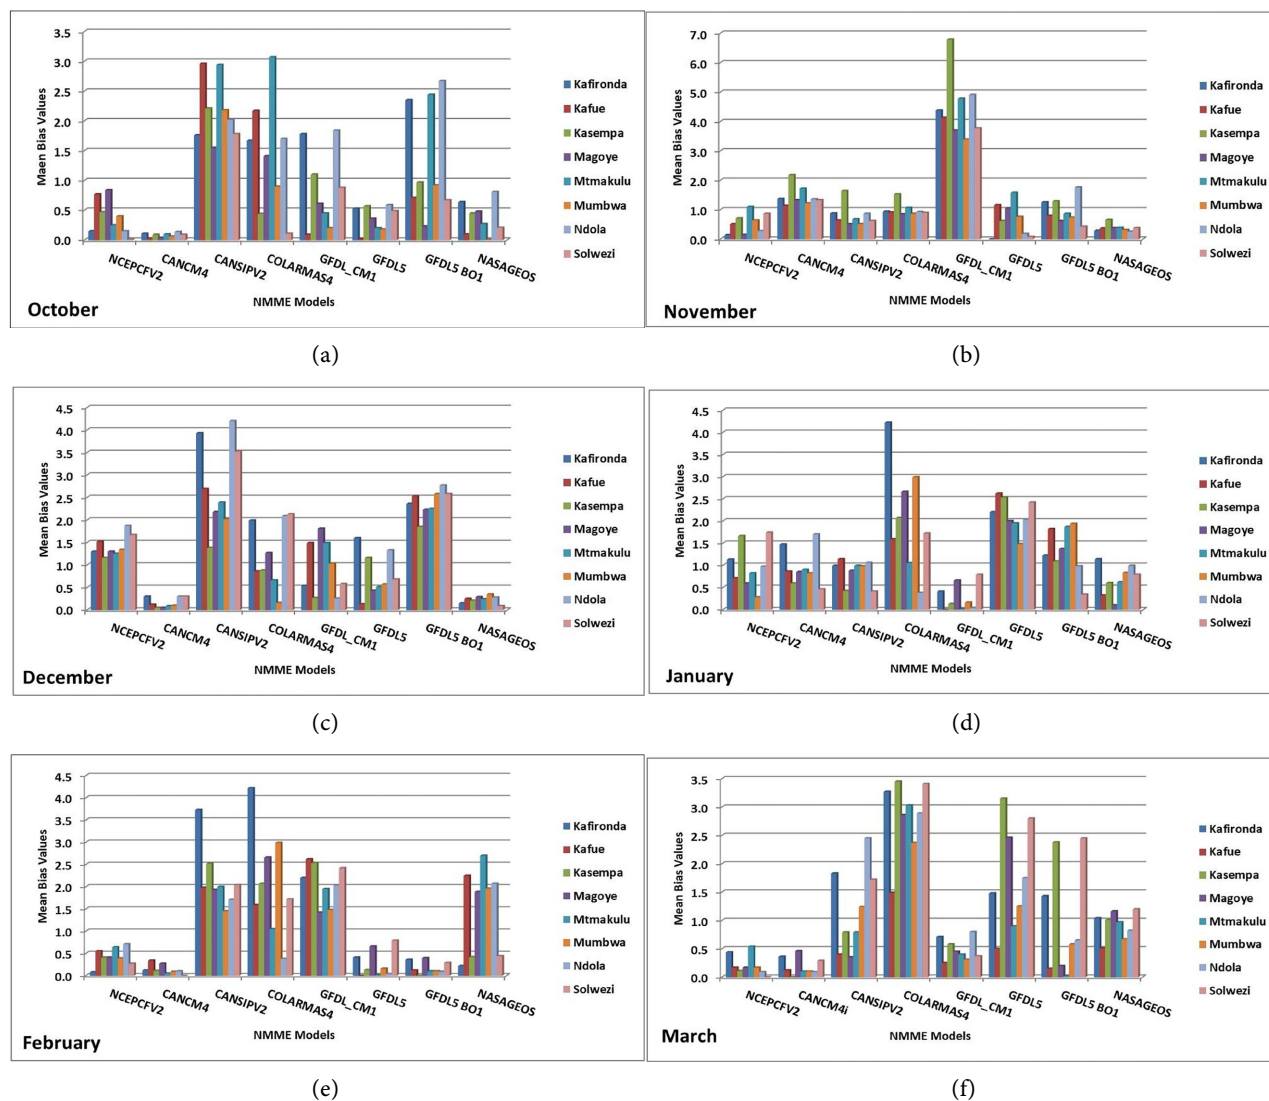 3.5
3.0
2.5
2.0
1.5
1.0
0.5
0.0
Maen Bias Values
NCEPCFV2
CANCM4
CANSIPV2
COLARMAS4
GFDL_CM1
GFDL5
GFDL5 BO1
NASAGEOS
NMME Models
Kafironda
Kafue
Kasempa
Magoye
Mtmakulu
Mumbwa
Ndola
Solwezi
October
(a)
7.0
6.0
5.0
4.0
3.0
2.0
1.0
0.0
Mean Bias Values
NCEPCFV2
CANCM4
CANSIPV2
COLARMAS4
GFDL_CM1
GFDL5
GFDL5 BO1
NASAGEOS
NMME Models
Kafironda
Kafue
Kasempa
Magoye
Mtmakulu
Mumbwa
Ndola
Solwezi
November
(b)
4.5
4.0
3.5
3.0
2.5
2.0
1.5
1.0
0.5
0.0
Mean Bias Values
NCEPCFV2
CANCM4
CANSIPV2
COLARMAS4
GFDL_CM1
GFDL5
GFDL5 BO1
NASAGEOS
NMME Models
Kafironda
Kafue
Kasempa
Magoye
Mtmakulu
Mumbwa
Ndola
Solwezi
December
(c)
4.5
4.0
3.5
3.0
2.5
2.0
1.5
1.0
0.5
0.0
Mean Bias Values
NCEPCFV2
CANCM4
CANSIPV2
COLARMAS4
GFDL_CM1
GFDL5
GFDL5 BO1
NASAGEOS
NMME Models
Kafironda
Kafue
Kasempa
Magoye
Mtmakulu
Mumbwa
Ndola
Solwezi
January
(d)
4.5
4.0
3.5
3.0
2.5
2.0
1.5
1.0
0.5
0.0
Mean Bias Values
NCEPCFV2
CANCM4
CANSIPV2
COLARMAS4
GFDL_CM1
GFDL5
GFDL5 BO1
NASAGEOS
NMME Models
Kafironda
Kafue
Kasempa
Magoye
Mtmakulu
Mumbwa
Ndola
Solwezi
February
(e)
3.5
3.0
2.5
2.0
1.5
1.0
0.5
0.0
Mean Bias Values
NCEPCFV2
CANCM4i
CANSIPV2
COLARMAS4
GFDL_CM1
GFDL5
GFDL5 BO1
NASAGEOS
NMME Models
Kafironda
Kafue
Kasempa
Magoye
Mtmakulu
Mumbwa
Ndola
Solwezi
March
(f)